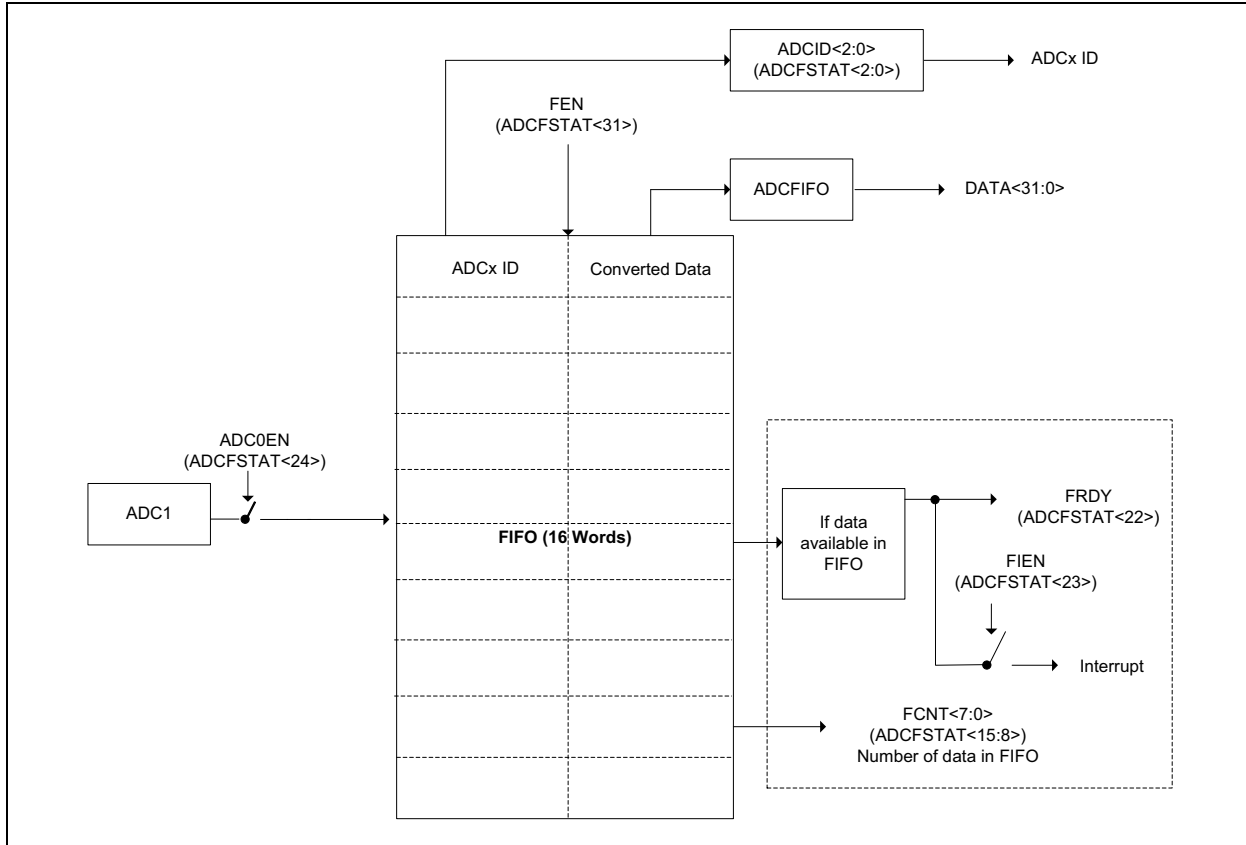 ADCID<2:0>
(ADCFSTAT<2:0>)
ADCx ID
FEN
(ADCFSTAT<31>)
ADCFIFO
DATA<31:0>
ADCx ID
Converted Data
ADC0EN
(ADCFSTAT<24>)
ADC1
FIFO (16 Words)
If data
available in
FIFO
FRDY
(ADCFSTAT<22>)
FIEN
(ADCFSTAT<23>)
Interrupt
FCNT<7:0>
(ADCFSTAT<15:8>)
Number of data in FIFO